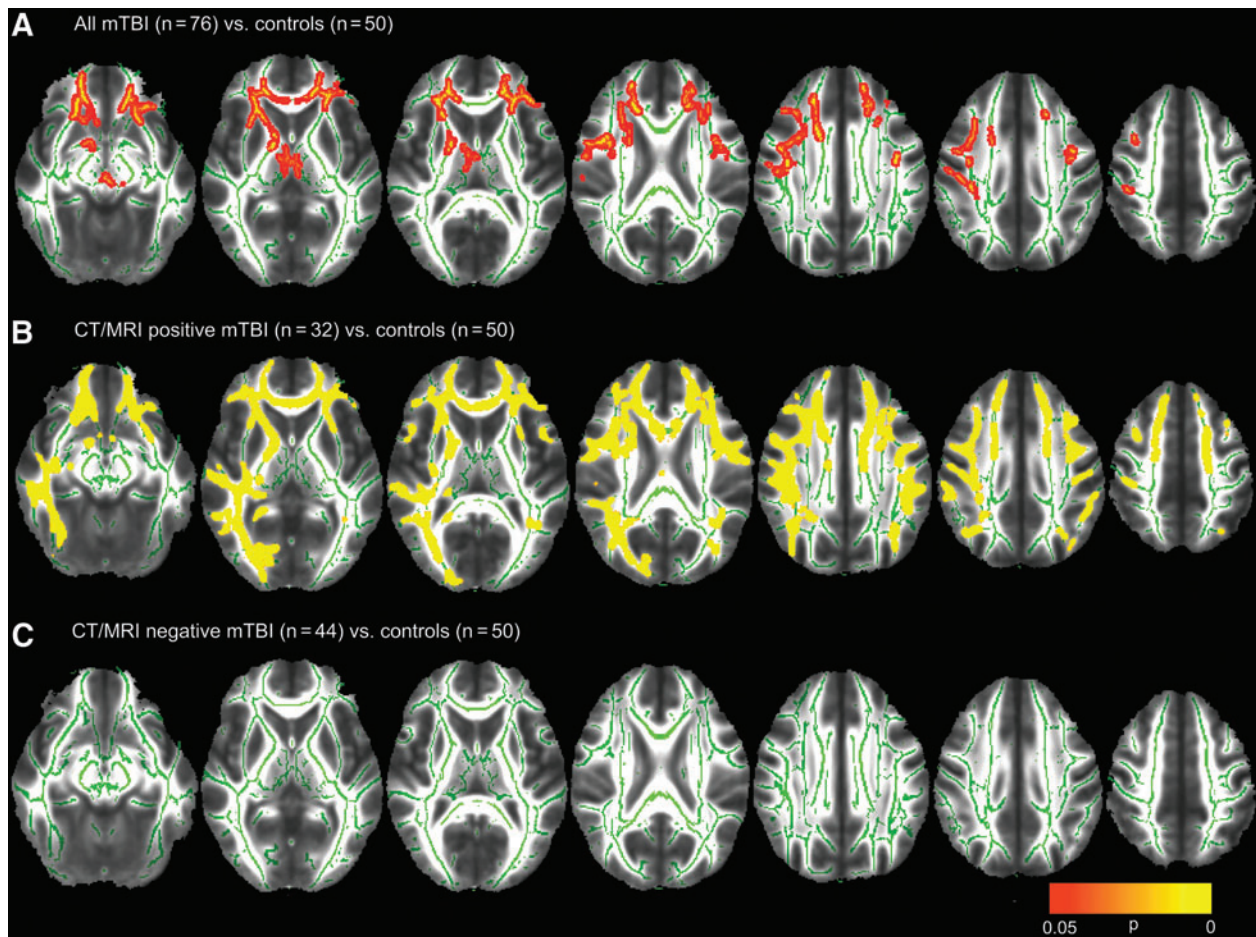 A All mTBI (n = 76) vs. controls (n = 50)
B CT/MRI positive mTBI (n = 32) vs. controls (n = 50)
C CT/MRI negative mTBI (n = 44) vs. controls (n = 50)
0.05 p 0